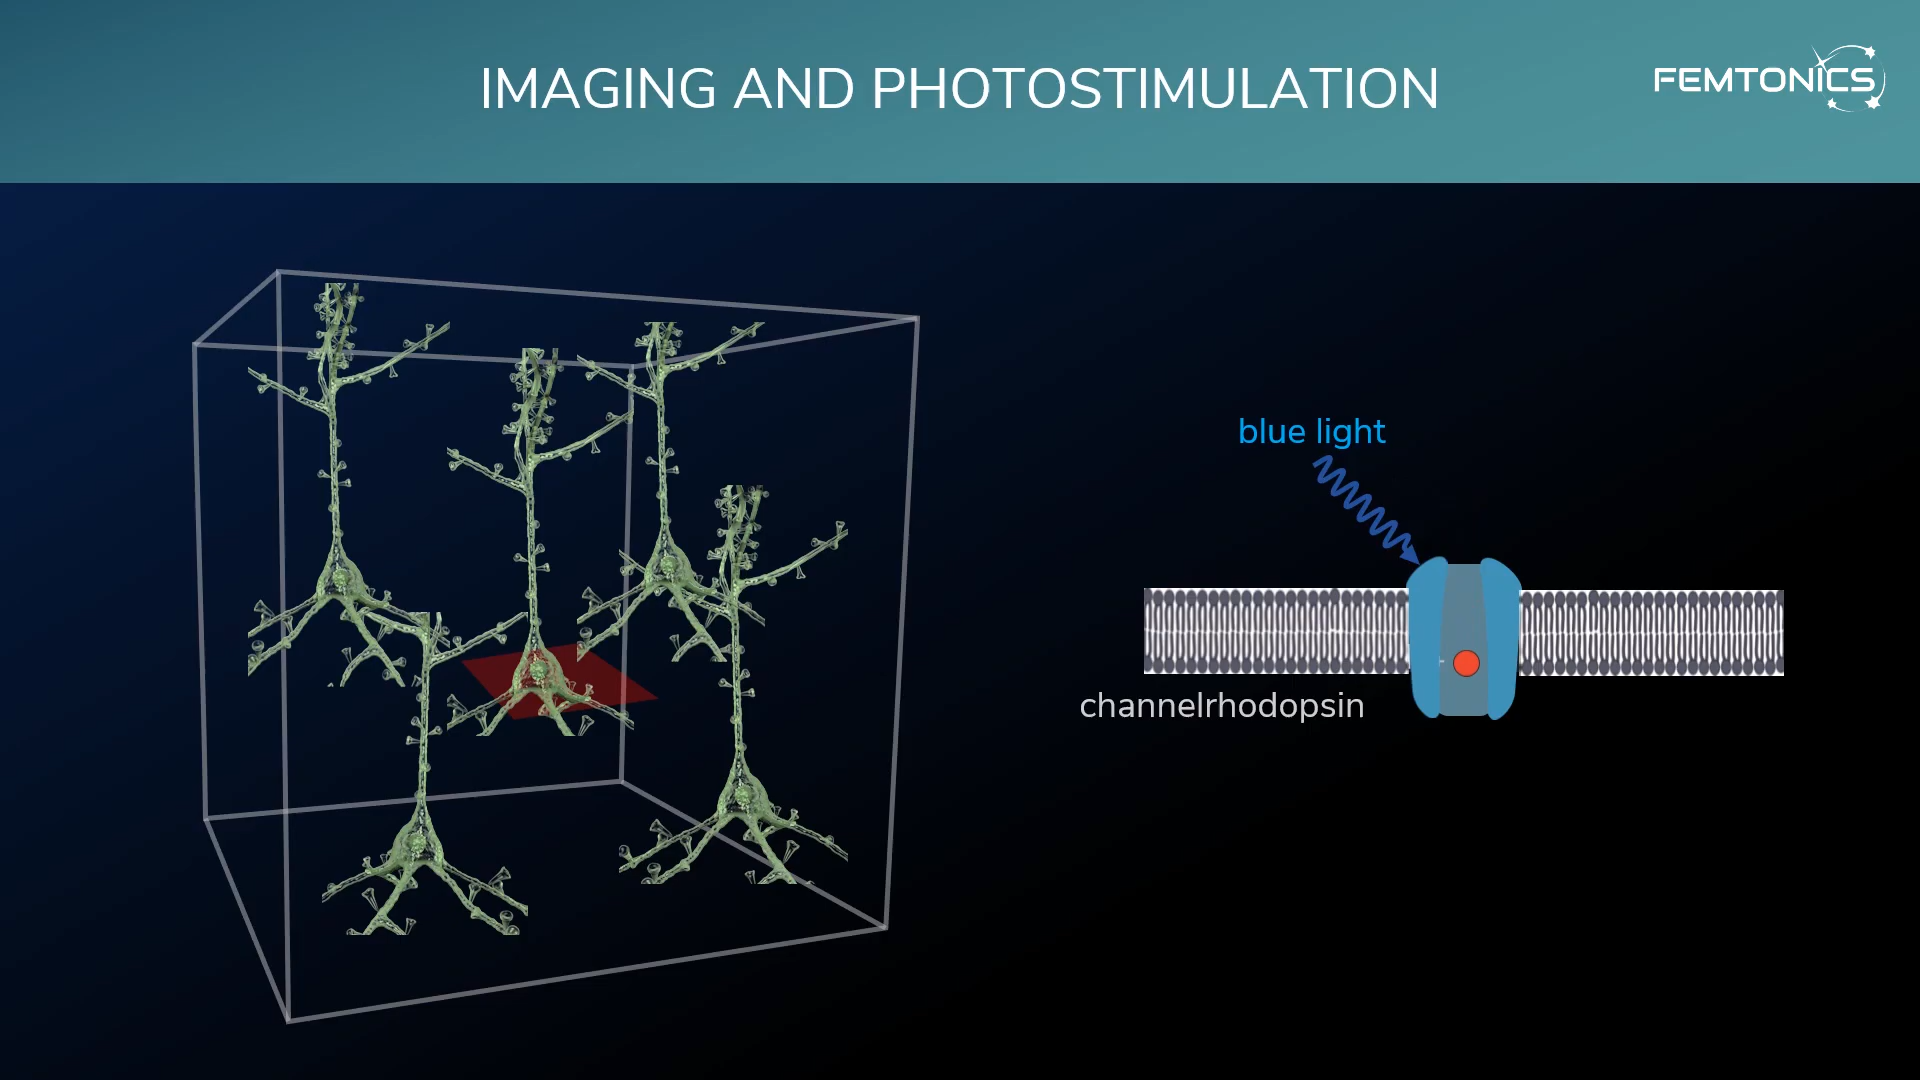 IMAGING AND PHOTOSTIMULATION
FEMTONICS
blue light
channelrhodopsin